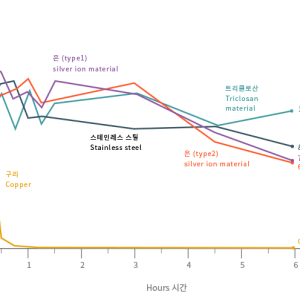 은 (type1)
silver ion material
트리클로산
Triclosan
material
스테인레스 스틸
Stainless steel
은 (type2)
silver ion material
구리
Copper
1 2 3 4 5 6
Hours 시간